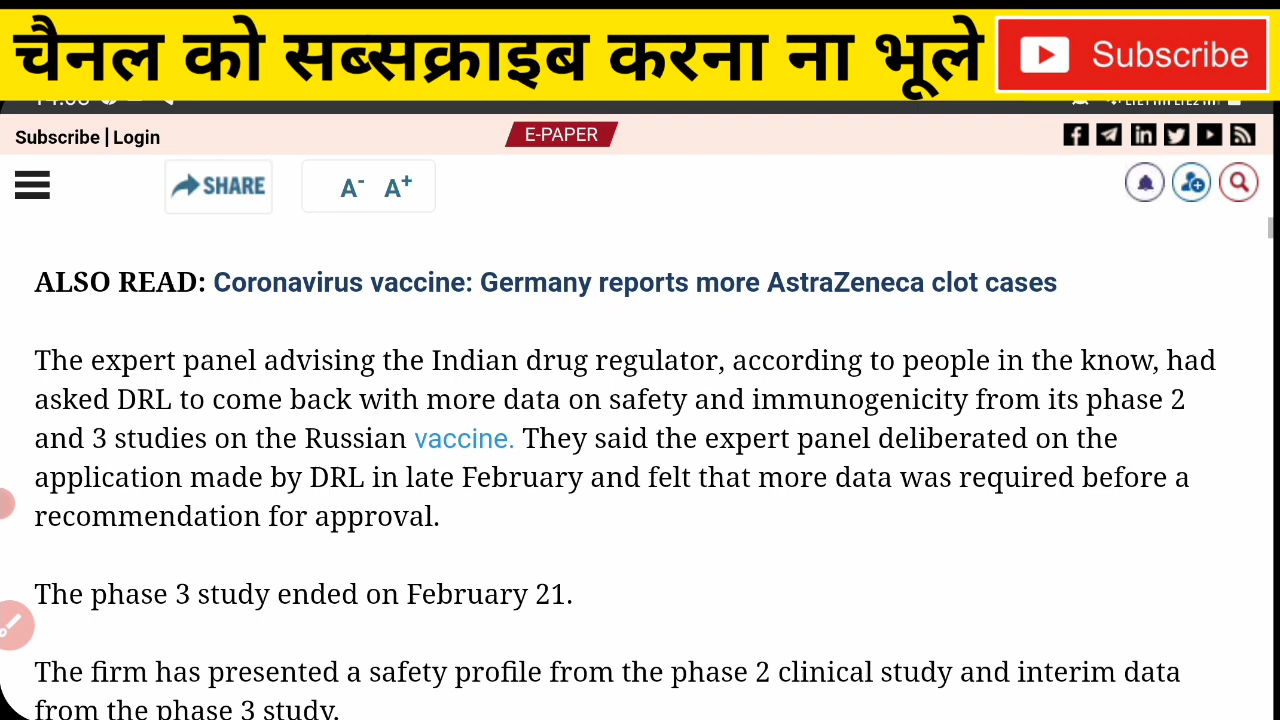 चैनल को सब्सक्राइब करना ना भूले
Subscribe
Subscribe | Login
E-PAPER
SHARE
A- A+
ALSO READ: Coronavirus vaccine: Germany reports more AstraZeneca clot cases
The expert panel advising the Indian drug regulator, according to people in the know, had
asked DRL to come back with more data on safety and immunogenicity from its phase 2
and 3 studies on the Russian vaccine. They said the expert panel deliberated on the
application made by DRL in late February and felt that more data was required before a
recommendation for approval.
The phase 3 study ended on February 21.
The firm has presented a safety profile from the phase 2 clinical study and interim data
from the phase 3 study.